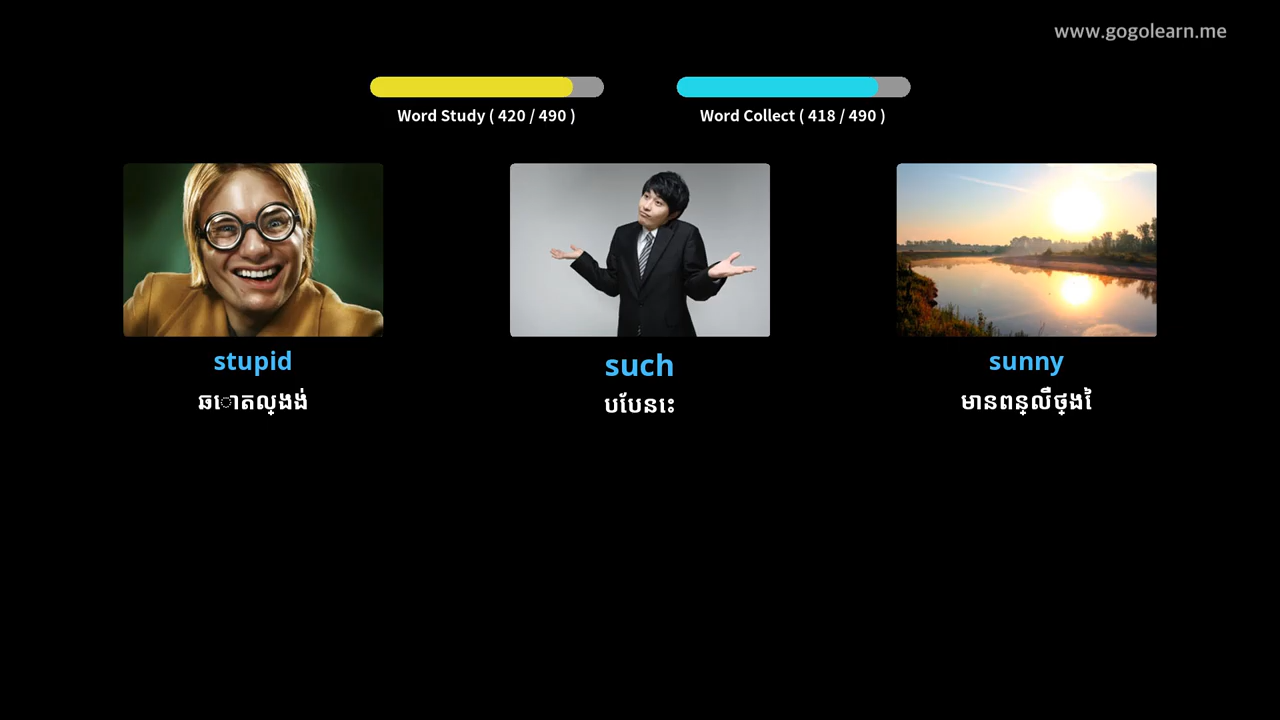 www.gogolearn.me
Word Study ( 420 / 490 )
Word Collect ( 418 / 490 )
stupid
ឆោតល្ងង់
such
បែបនេះ
sunny
មានពន្លឺថ្ងៃ